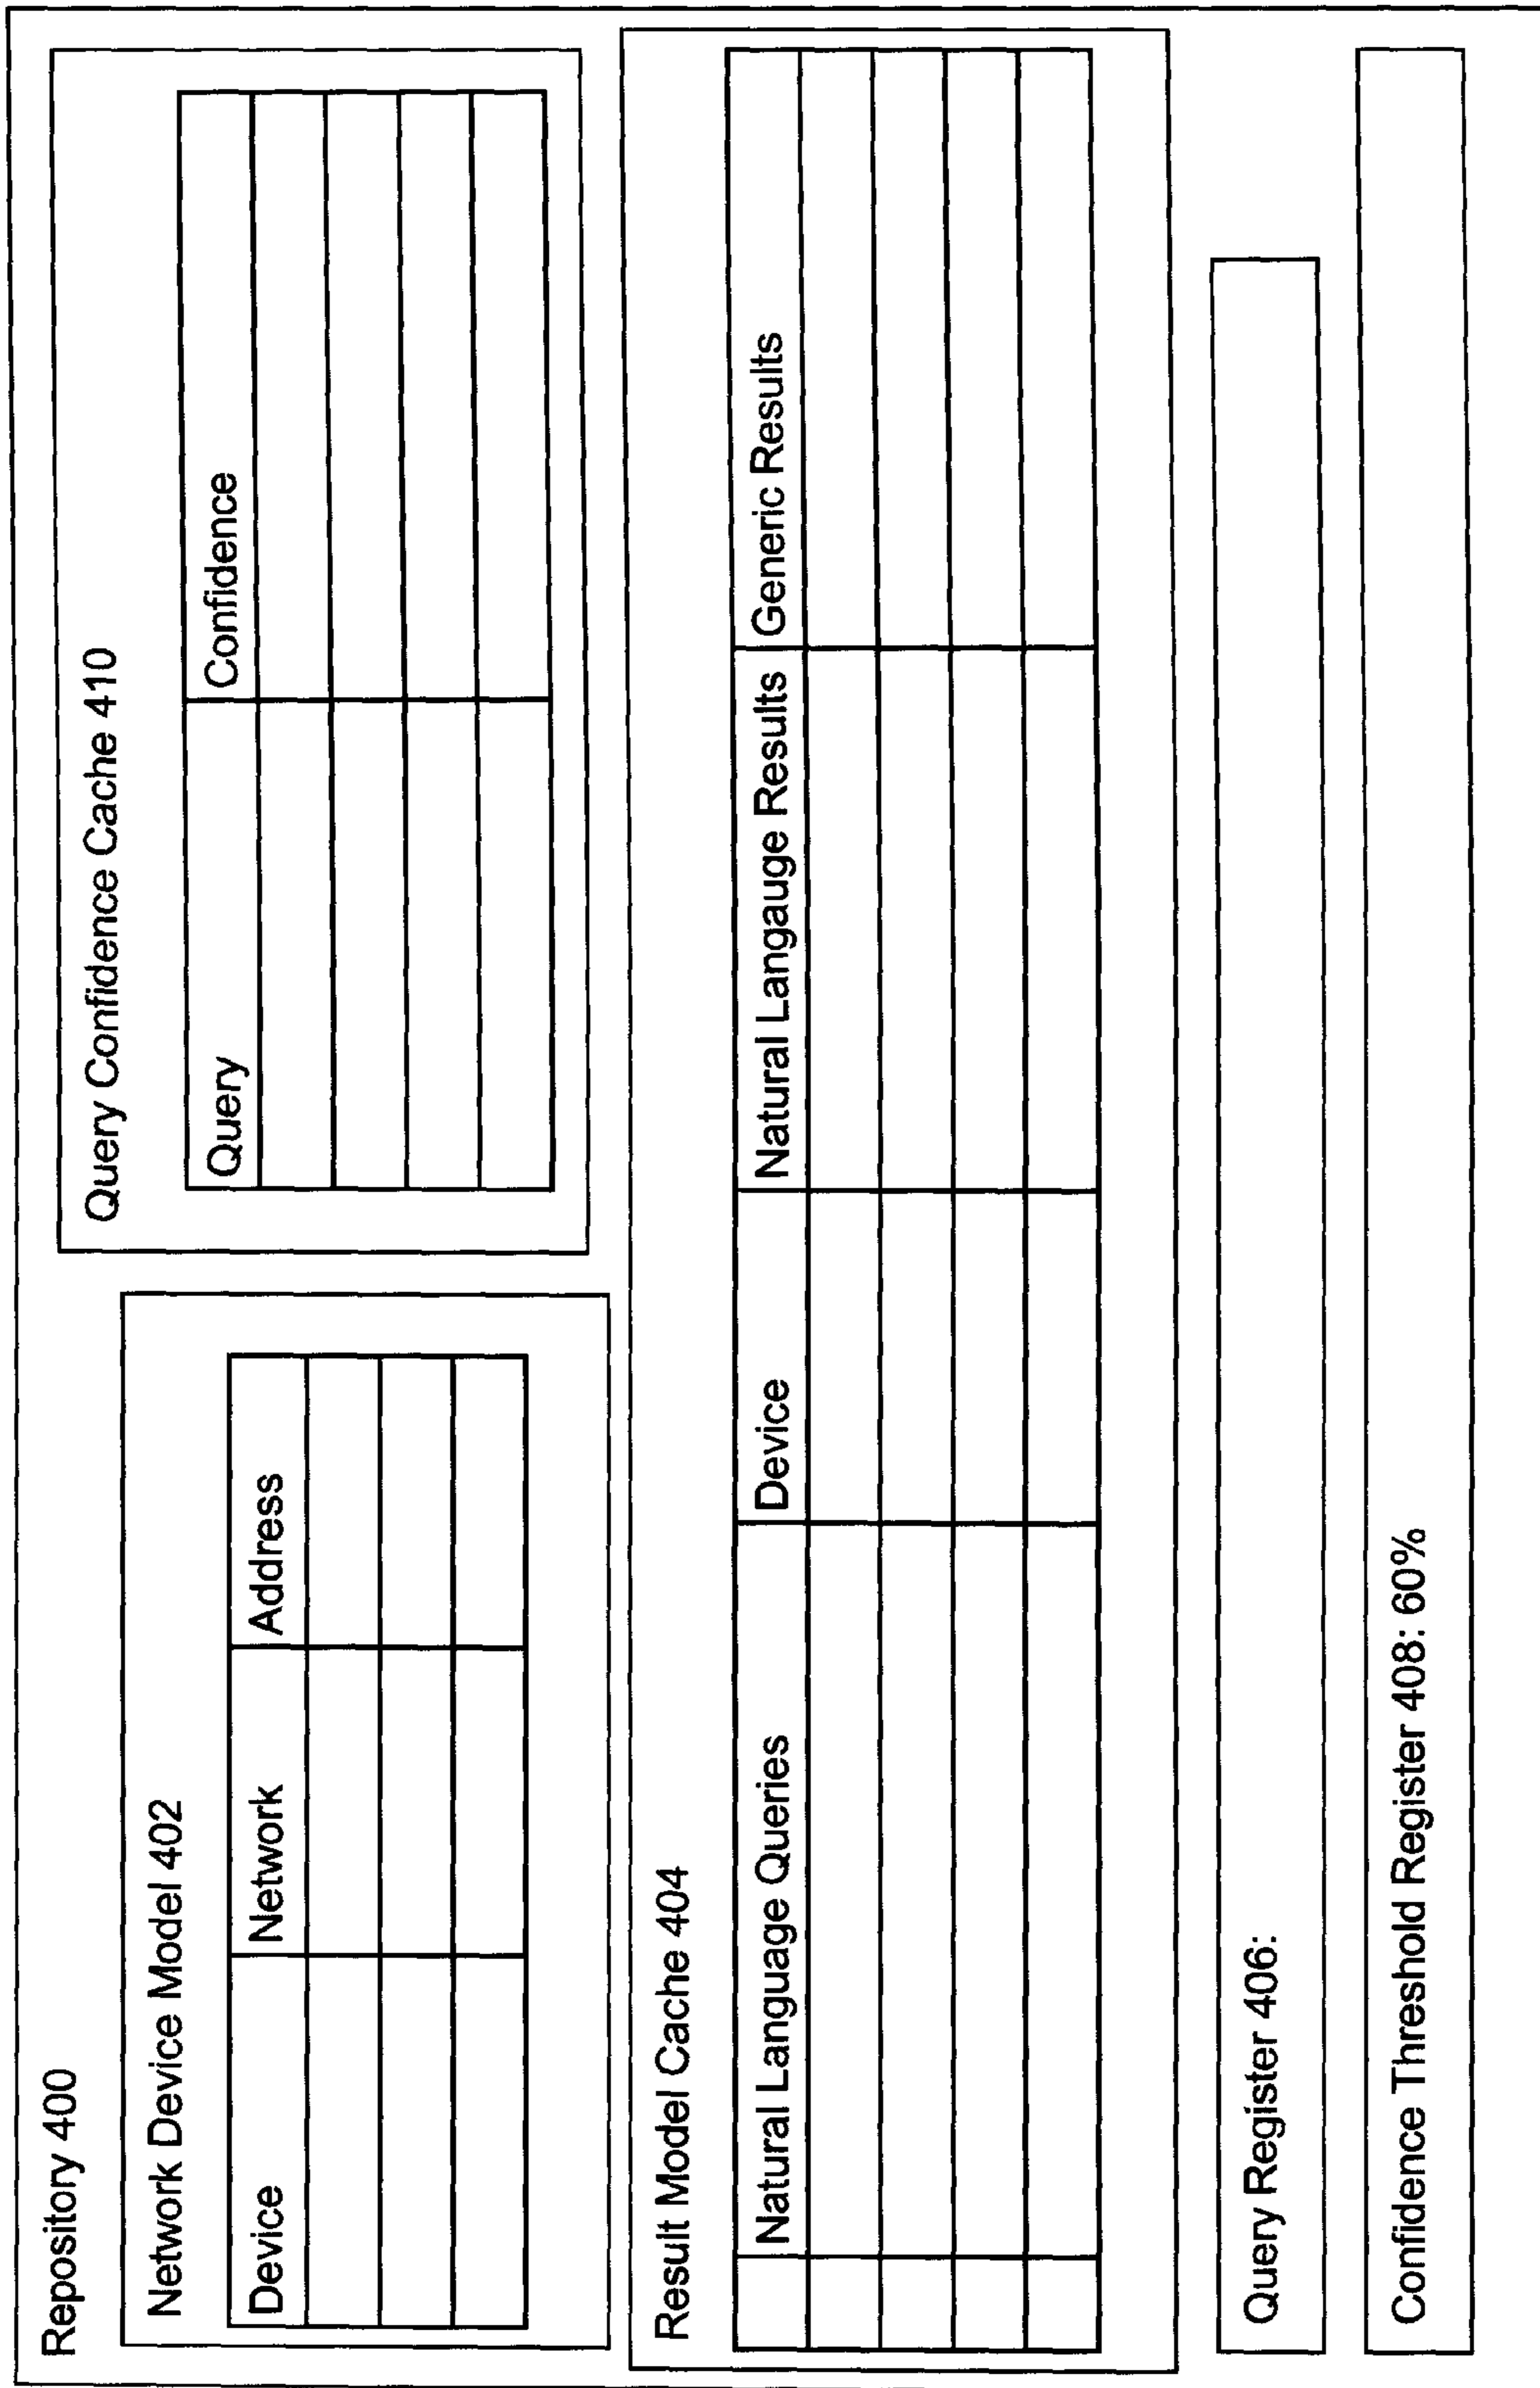 Repository 400
Network Device Model 402
Device Network Address
Query Confidence Cache 410
Query Confidence
Result Model Cache 404
Natural Language Queries Device Natural Langauge Results Generic Results
Query Register 406:
Confidence Threshold Register 408: 60%